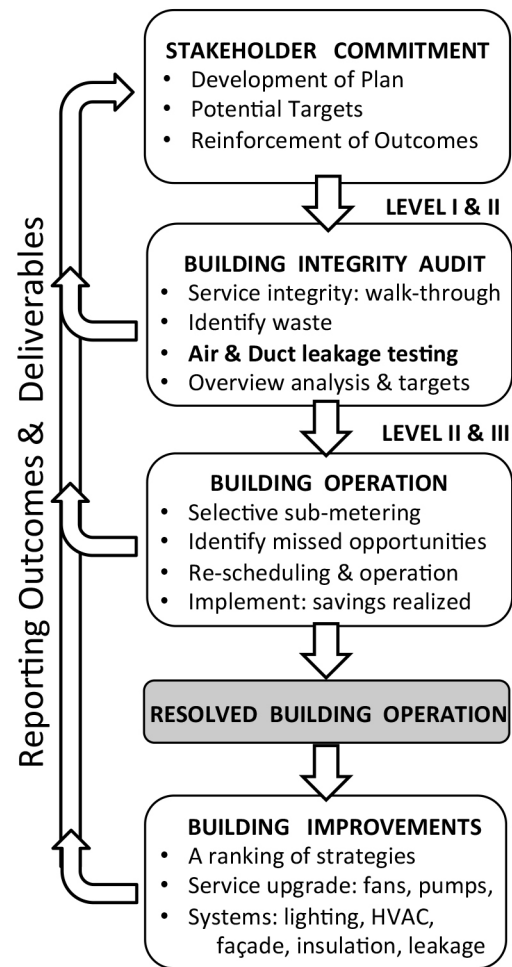 STAKEHOLDER COMMITMENT
• Development of Plan
• Potential Targets
• Reinforcement of Outcomes
LEVEL I & II
BUILDING INTEGRITY AUDIT
• Service integrity: walk-through
• Identify waste
• Air & Duct leakage testing
• Overview analysis & targets
LEVEL II & III
BUILDING OPERATION
• Selective sub-metering
• Identify missed opportunities
• Re-scheduling & operation
• Implement: savings realized
RESOLVED BUILDING OPERATION
BUILDING IMPROVEMENTS
• A ranking of strategies
• Service upgrade: fans, pumps,
• Systems: lighting, HVAC,
façade, insulation, leakage
Reporting Outcomes & Deliverables